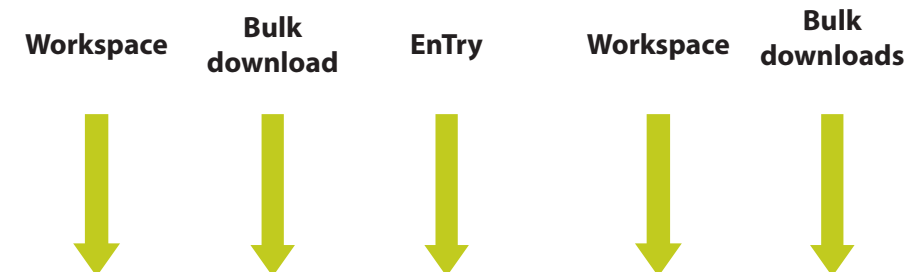 Workspace
Bulk
download
EnTry
Workspace
Bulk
downloads